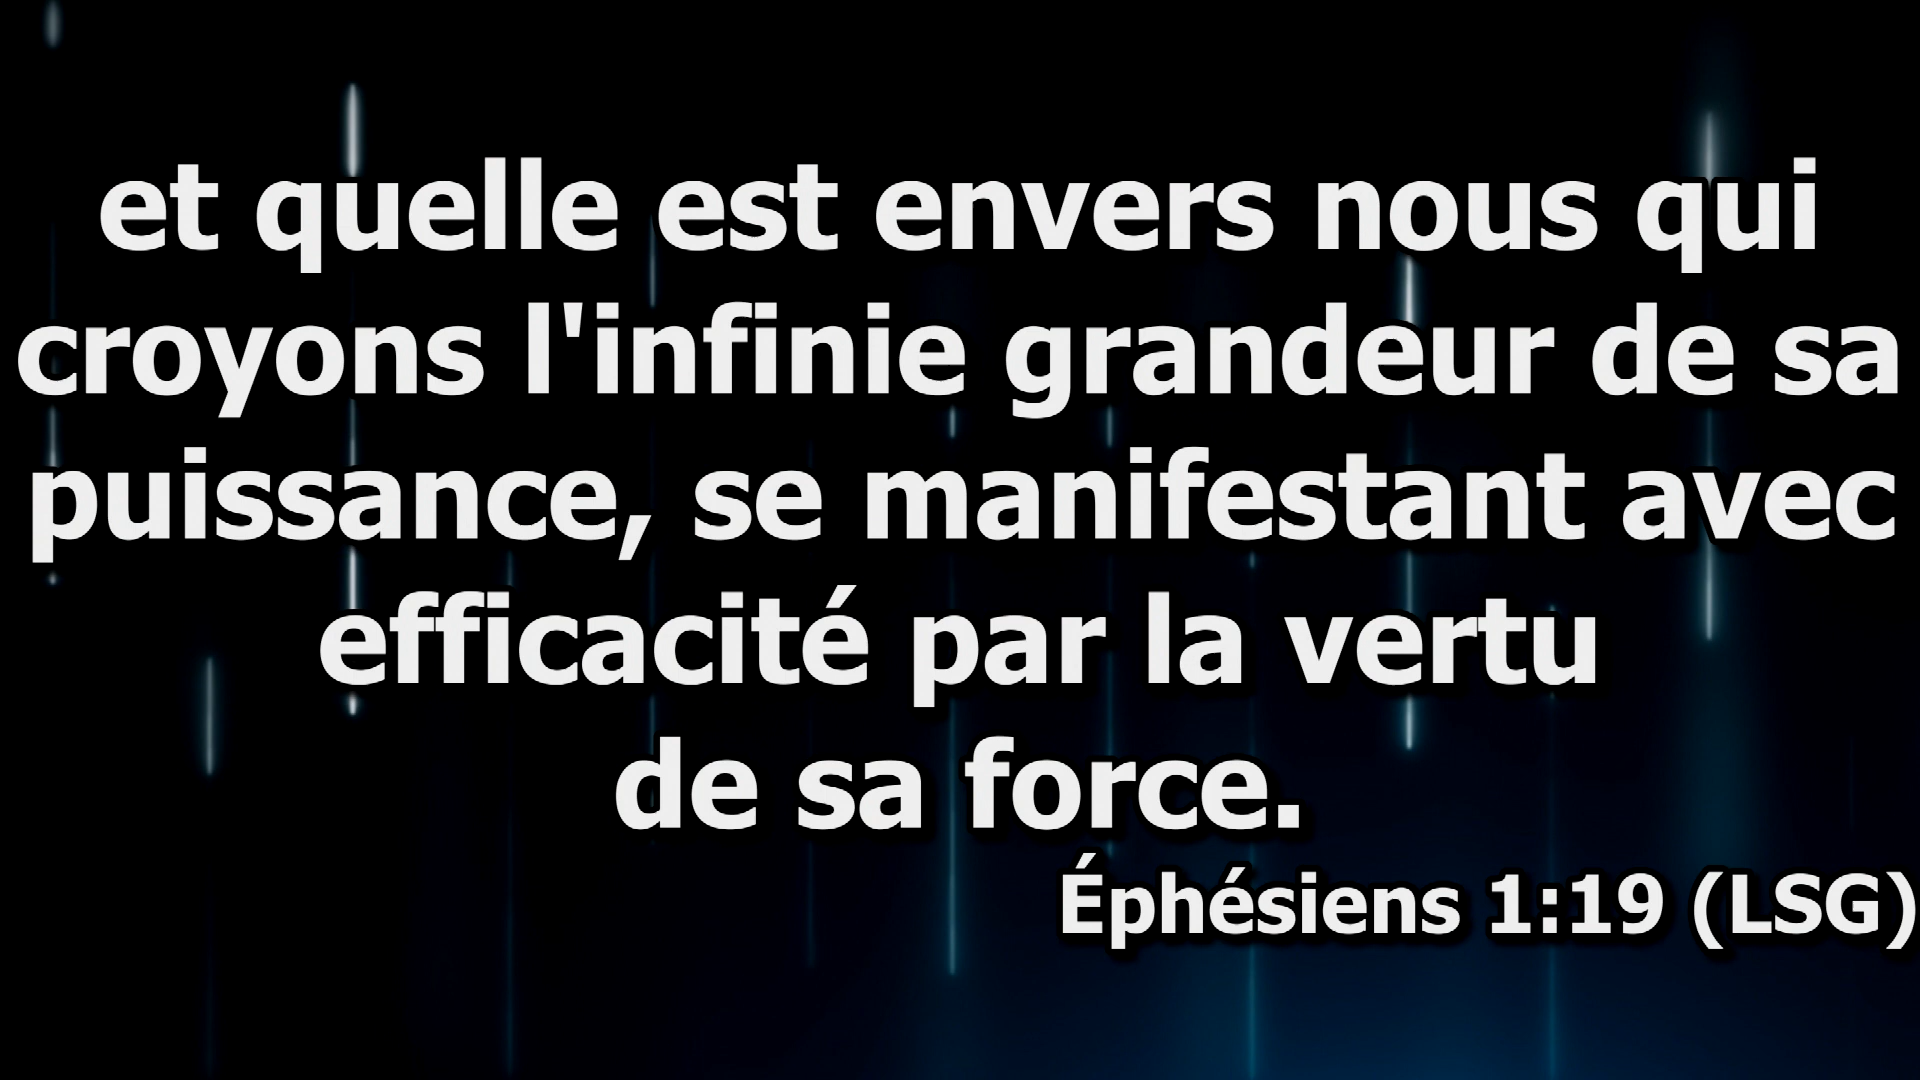 et quelle est envers nous qui
croyons l'infinie grandeur de sa
puissance, se manifestant avec
efficacité par la vertu
de sa force.
Éphésiens 1:19 (LSG)